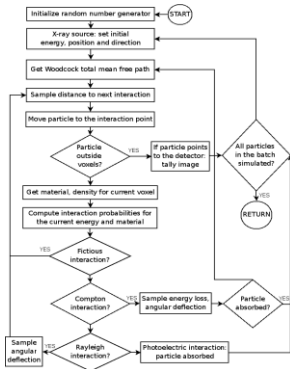 Initialize random number generator
START
X-ray source: set initial
energy, position and direction
Get Woodcock total mean free path
Sample distance to next interaction
Move particle to the interaction point
Particle
outside
voxels?
YES
If particle points
to the detector:
tally image
All particles
in the batch
simulated?
YES
RETURN
Get material, density for current voxel
Compute interaction probabilities for
the current energy and material
YES
Fictious
interaction?
Compton
interaction?
YES
Sample energy loss,
angular deflection
Particle
absorbed?
YES
Sample
angular
deflection
YES
Rayleigh
interaction?
Photoelectric interaction:
particle absorbed